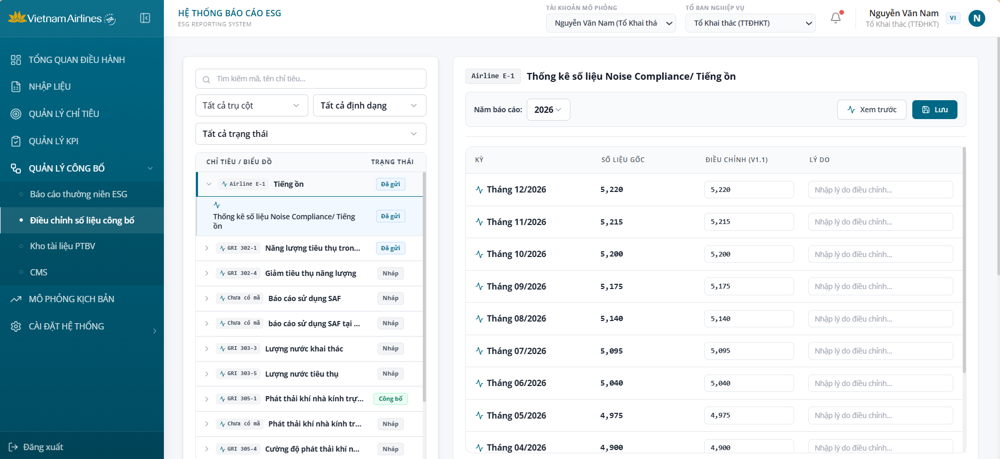 Vietnam Airlines
HỆ THỐNG BÁO CÁO ESG
ESG REPORTING SYSTEM
TÀI KHOẢN MÔ PHỎNG
Nguyễn Văn Nam (Tổ Khai thá
TỔ BAN NGHIỆP VỤ
Tổ Khai thác (TTĐHKT)
Nguyễn Văn Nam
Tổ Khai thác (TTĐHKT)
VI
N
TỔNG QUAN ĐIỀU HÀNH
NHẬP LIỆU
QUẢN LÝ CHỈ TIÊU
QUẢN LÝ KPI
QUẢN LÝ CÔNG BỐ
Báo cáo thường niên ESG
Điều chỉnh số liệu công bố
Kho tài liệu PTBV
CMS
MÔ PHỎNG KỊCH BẢN
CÀI ĐẶT HỆ THỐNG
Đăng xuất
Tìm kiếm mã, tên chỉ tiêu...
Tất cả trụ cột
Tất cả định dạng
Tất cả trạng thái
CHỈ TIÊU / BIỂU ĐỒ TRẠNG THÁI
Airline E-1 Tiếng ồn Đã gửi
Thống kê số liệu Noise Compliance/ Tiếng
ồn
Đã gửi
GRI 302-1 Năng lượng tiêu thụ tron... Đã gửi
GRI 302-4 Giảm tiêu thụ năng lượng Nháp
Chưa có mã Báo cáo sử dụng SAF Nháp
Chưa có mã báo cáo sử dụng SAF tại ... Nháp
GRI 303-3 Lượng nước khai thác Nháp
GRI 303-5 Lượng nước tiêu thụ Nháp
GRI 305-1 Phát thải khí nhà kính trự... Công bố
Chưa có mã Phát thải khí nhà kính tr... Nháp
GRI 305-4 Cường độ phát thải khí n... Nháp
Airline E-1 Thống kê số liệu Noise Compliance/ Tiếng ồn
Năm báo cáo: 2026
Xem trước
Lưu
KỲ SỐ LIỆU GỐC ĐIỀU CHỈNH (V1.1) LÝ DO
Tháng 12/2026 5,220 5,220 Nhập lý do điều chỉnh...
Tháng 11/2026 5,215 5,215 Nhập lý do điều chỉnh...
Tháng 10/2026 5,200 5,200 Nhập lý do điều chỉnh...
Tháng 09/2026 5,175 5,175 Nhập lý do điều chỉnh...
Tháng 08/2026 5,140 5,140 Nhập lý do điều chỉnh...
Tháng 07/2026 5,095 5,095 Nhập lý do điều chỉnh...
Tháng 06/2026 5,040 5,040 Nhập lý do điều chỉnh...
Tháng 05/2026 4,975 4,975 Nhập lý do điều chỉnh...
Tháng 04/2026 4,900 4,900 Nhập lý do điều chỉnh...